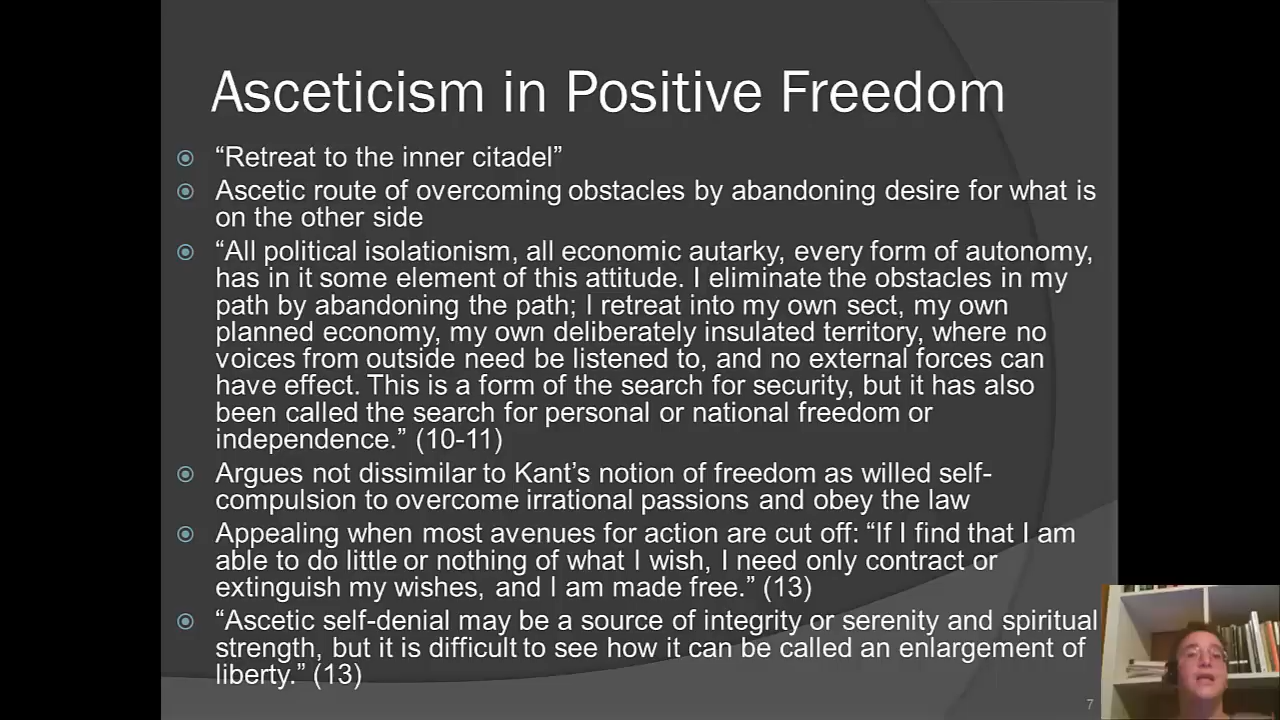 Asceticism in Positive Freedom
“Retreat to the inner citadel”
Ascetic route of overcoming obstacles by abandoning desire for what is
on the other side
“All political isolationism, all economic autarky, every form of autonomy,
has in it some element of this attitude. I eliminate the obstacles in my
path by abandoning the path; I retreat into my own sect, my own
planned economy, my own deliberately insulated territory, where no
voices from outside need be listened to, and no external forces can
have effect. This is a form of the search for security, but it has also
been called the search for personal or national freedom or
independence.” (10-11)
Argues not dissimilar to Kant’s notion of freedom as willed self-
compulsion to overcome irrational passions and obey the law
Appealing when most avenues for action are cut off: “If I find that I am
able to do little or nothing of what I wish, I need only contract or
extinguish my wishes, and I am made free.” (13)
“Ascetic self-denial may be a source of integrity or serenity and spiritual
strength, but it is difficult to see how it can be called an enlargement of
liberty.” (13)
7